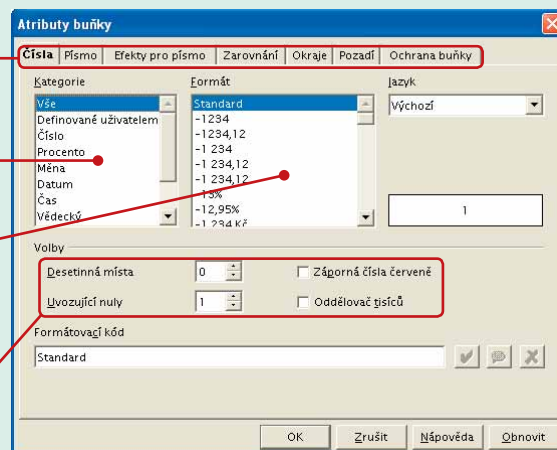 Atributy buňky
Čísla Písmo Efekty pro písmo Zarovnání Okraje Pozadí Ochrana buňky
Kategorie Formát Jazyk
Vše Standard Výchozí
Definované uživatelem -1234
Číslo -1234,12
Procento -1 234
Měna -1 234,12
Datum -1 234,12
Čas -13%
Vědecký -12,95%
-1 234 Kč
1
Volby
Desetinná místa 0 Záporná čísla červeně
Uvozující nuly 1 Oddělovač tisíců
Formátovací kód
Standard
OK Zrušit Nápověda Obnovit